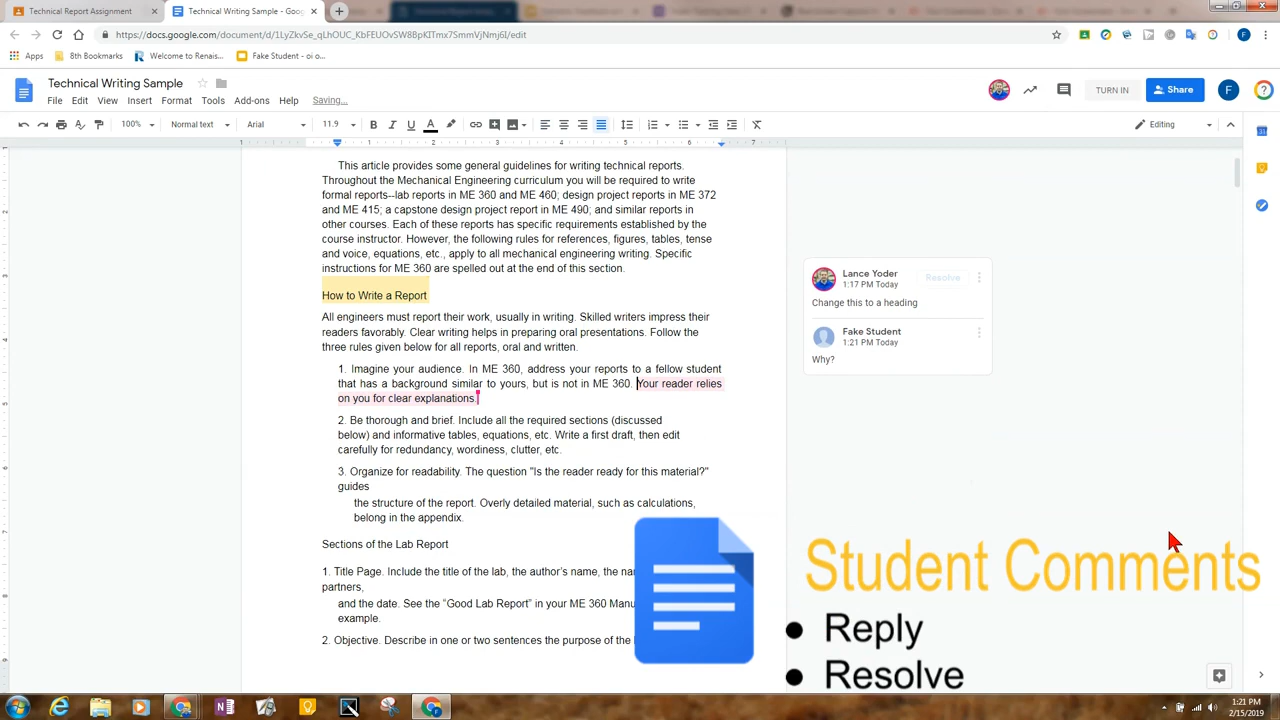 Technical Report Assignment
Technical Writing Sample - Goo
https://docs.google.com/document/d/1LyZkvSe_qLhOUC_KbFEUOvSW8BpKITmx7SmmVjNmj6I/edit
Apps
8th Bookmarks
Welcome to Renais...
Fake Student - oi o...
Technical Writing Sample
File Edit View Insert Format Tools Add-ons Help Saving...
TURN IN
Share
F
100% Normal text Arial 11.9 B I U A Editing
This article provides some general guidelines for writing technical reports.
Throughout the Mechanical Engineering curriculum you will be required to write
formal reports--lab reports in ME 360 and ME 460; design project reports in ME 372
and ME 415; a capstone design project report in ME 490; and similar reports in
other courses. Each of these reports has specific requirements established by the
course instructor. However, the following rules for references, figures, tables, tense
and voice, equations, etc., apply to all mechanical engineering writing. Specific
instructions for ME 360 are spelled out at the end of this section.
How to Write a Report
All engineers must report their work, usually in writing. Skilled writers impress their
readers favorably. Clear writing helps in preparing oral presentations. Follow the
three rules given below for all reports, oral and written.
1. Imagine your audience. In ME 360, address your reports to a fellow student
that has a background similar to yours, but is not in ME 360. Your reader relies
on you for clear explanations.
2. Be thorough and brief. Include all the required sections (discussed
below) and informative tables, equations, etc. Write a first draft, then edit
carefully for redundancy, wordiness, clutter, etc.
3. Organize for readability. The question "Is the reader ready for this material?"
guides
the structure of the report. Overly detailed material, such as calculations,
belong in the appendix.
Sections of the Lab Report
1. Title Page. Include the title of the lab, the author's name, the nar
partners,
and the date. See the "Good Lab Report" in your ME 360 Manu
example.
2. Objective. Describe in one or two sentences the purpose of the l
Lance Yoder
Resolve
1:17 PM Today
Change this to a heading
Fake Student
1:21 PM Today
Why?
Student Comments
● Reply
● Resolve
1:21 PM
2/15/2019